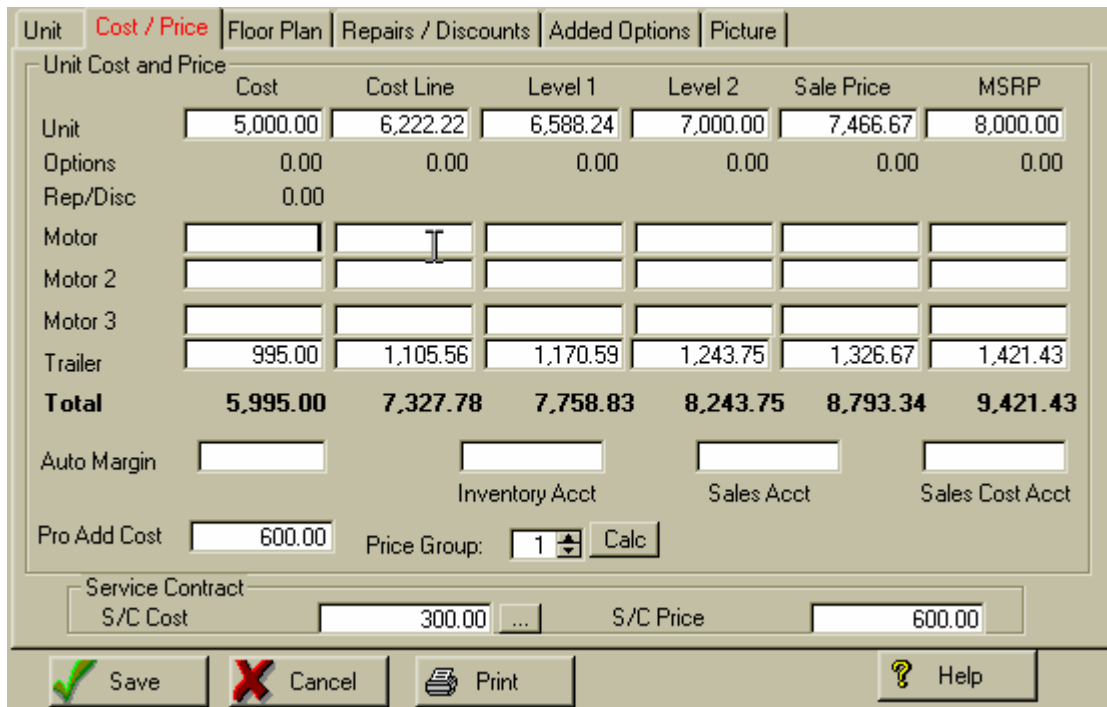 Unit Cost / Price Floor Plan Repairs / Discounts Added Options Picture
Unit Cost and Price
Cost Cost Line Level 1 Level 2 Sale Price MSRP
Unit 5,000.00 6,222.22 6,588.24 7,000.00 7,466.67 8,000.00
Options 0.00 0.00 0.00 0.00 0.00 0.00
Rep/Disc 0.00
Motor
Motor 2
Motor 3
Trailer 995.00 1,105.56 1,170.59 1,243.75 1,326.67 1,421.43
Total 5,995.00 7,327.78 7,758.83 8,243.75 8,793.34 9,421.43
Auto Margin
Inventory Acct Sales Acct Sales Cost Acct
Pro Add Cost 600.00 Price Group: 1 Calc
Service Contract
S/C Cost 300.00 ... S/C Price 600.00
Save Cancel Print Help